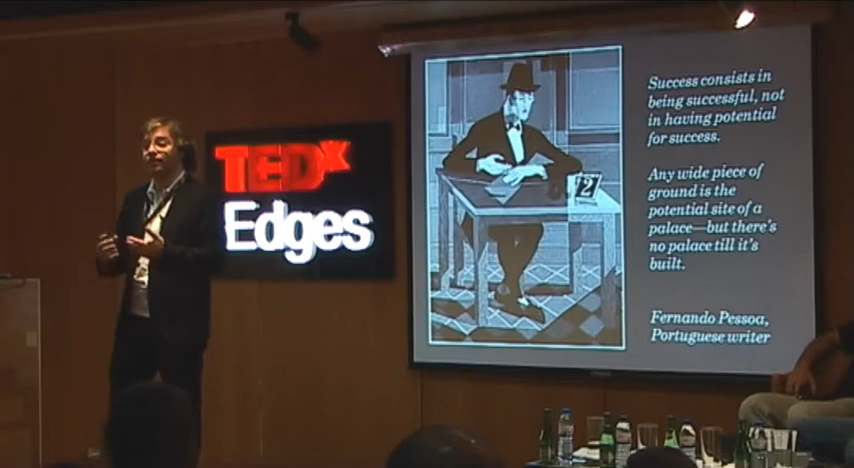 TEDx
Edges
Success consists in
being successful, not
in having potential
for success.
Any wide piece of
ground is the
potential site of a
palace—but there's
no palace till it's
built.
Fernando Pessoa,
Portuguese writer
2